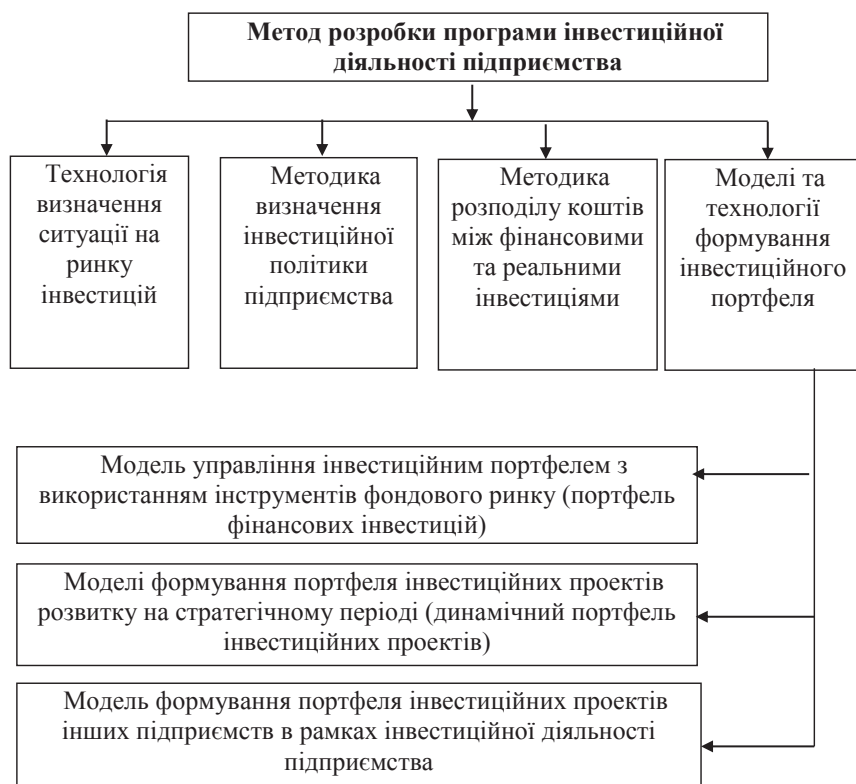 Метод розробки програми інвестиційної
діяльності підприємства
Технологія
визначення
ситуації на
ринку
інвестицій
Методика
визначення
інвестиційної
політики
підприємства
Методика
розподілу коштів
між фінансовими
та реальними
інвестиціями
Моделі та
технології
формування
інвестиційного
портфеля
Модель управління інвестиційним портфелем з
використанням інструментів фондового ринку (портфель
фінансових інвестицій)
Моделі формування портфеля інвестиційних проектів
розвитку на стратегічному періоді (динамічний портфель
інвестиційних проектів)
Модель формування портфеля інвестиційних проектів
інших підприємств в рамках інвестиційної діяльності
підприємства